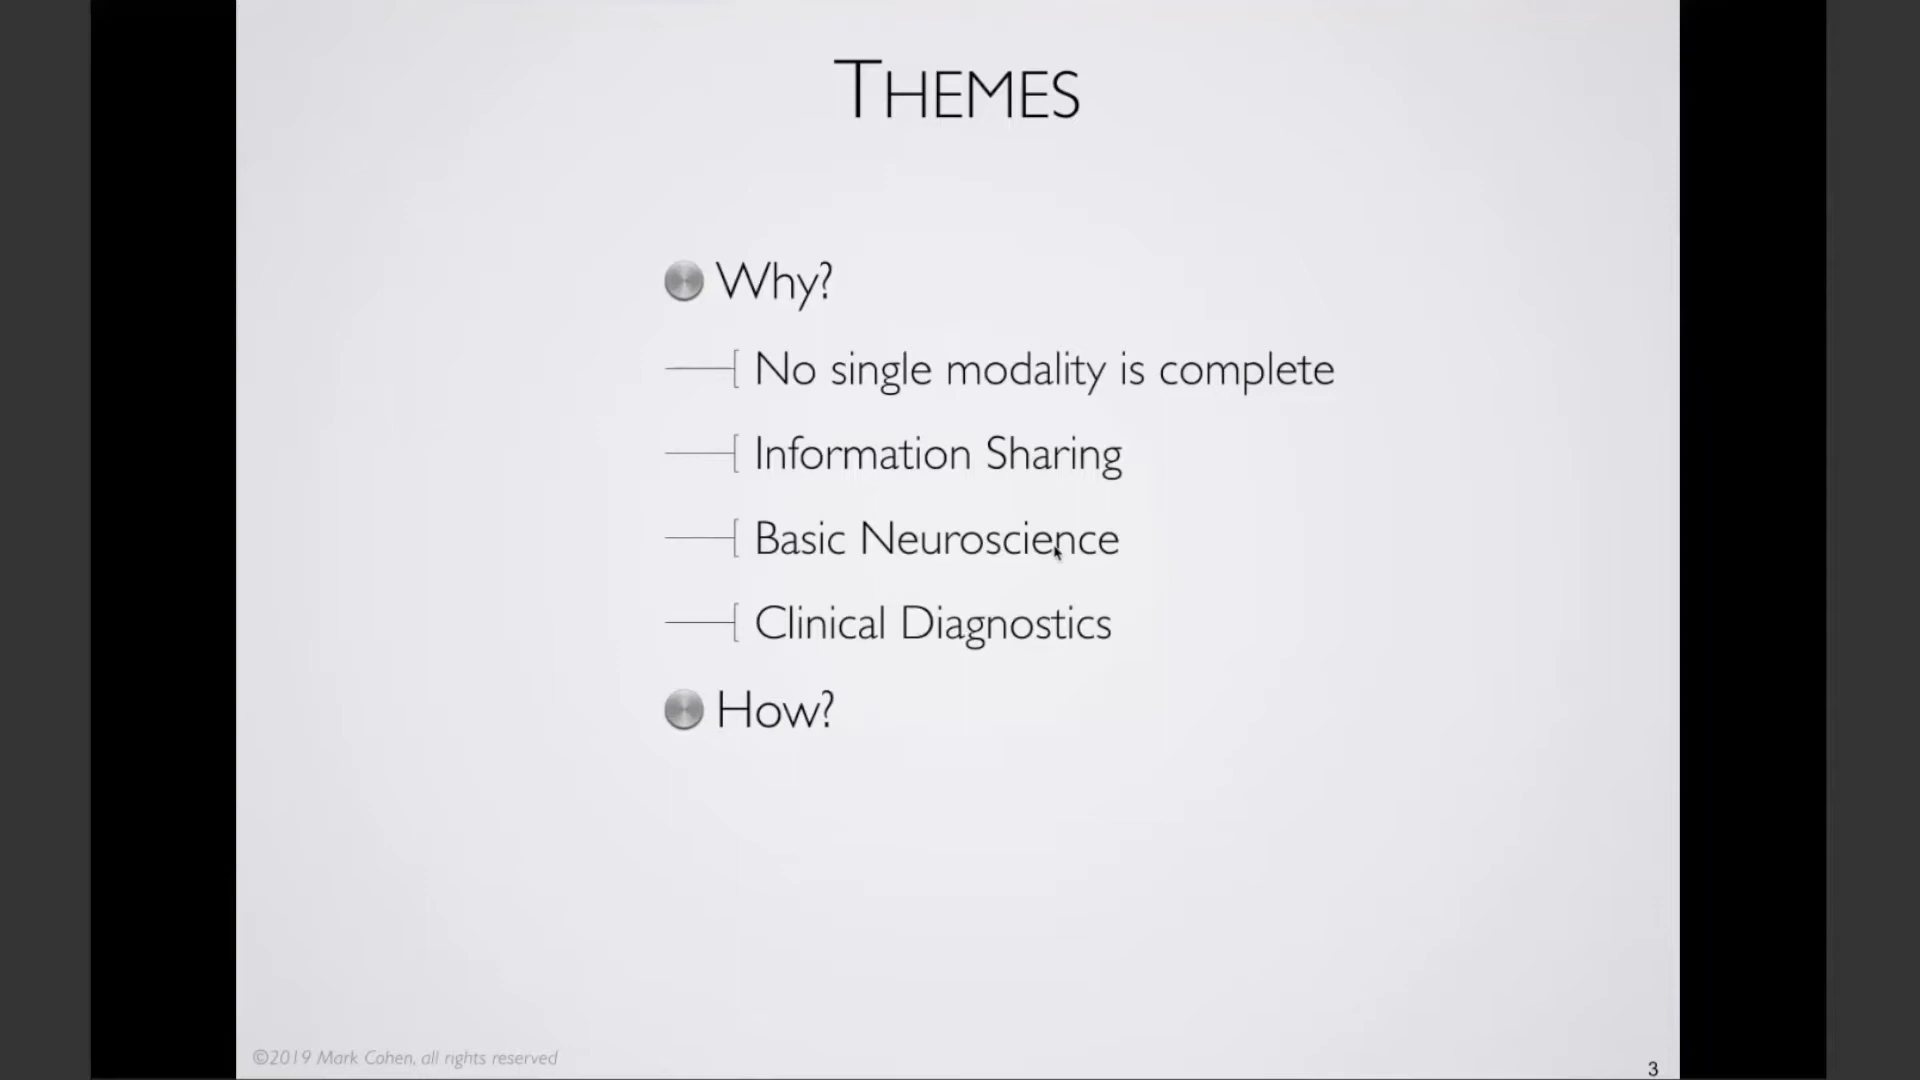 THEMES
Why?
No single modality is complete
Information Sharing
Basic Neuroscience
Clinical Diagnostics
How?
©2019 Mark Cohen, all rights reserved
3